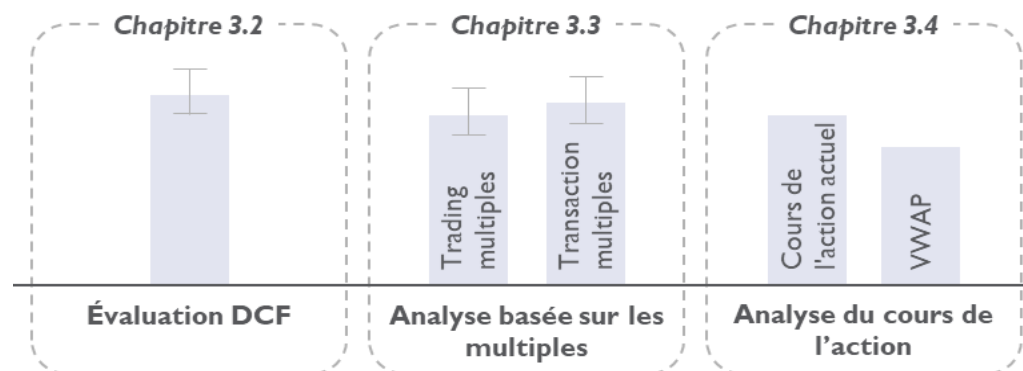 Chapitre 3.2
Chapitre 3.3
Chapitre 3.4
Trading
multiples
Transaction
multiples
Cours de
l'action actuel
VWAP
Évaluation DCF
Analyse basée sur les
multiples
Analyse du cours de
l’action